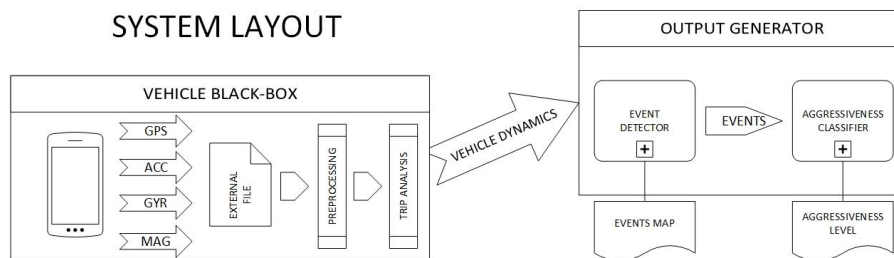 SYSTEM LAYOUT
VEHICLE BLACK-BOX
GPS
ACC
GYR
MAG
EXTERNAL
FILE
PREPROCESSING
TRIP ANALYSIS
VEHICLE DYNAMICS
OUTPUT GENERATOR
EVENT
DETECTOR
EVENTS
AGGRESSIVENESS
CLASSIFIER
EVENTS MAP
AGGRESSIVENESS
LEVEL